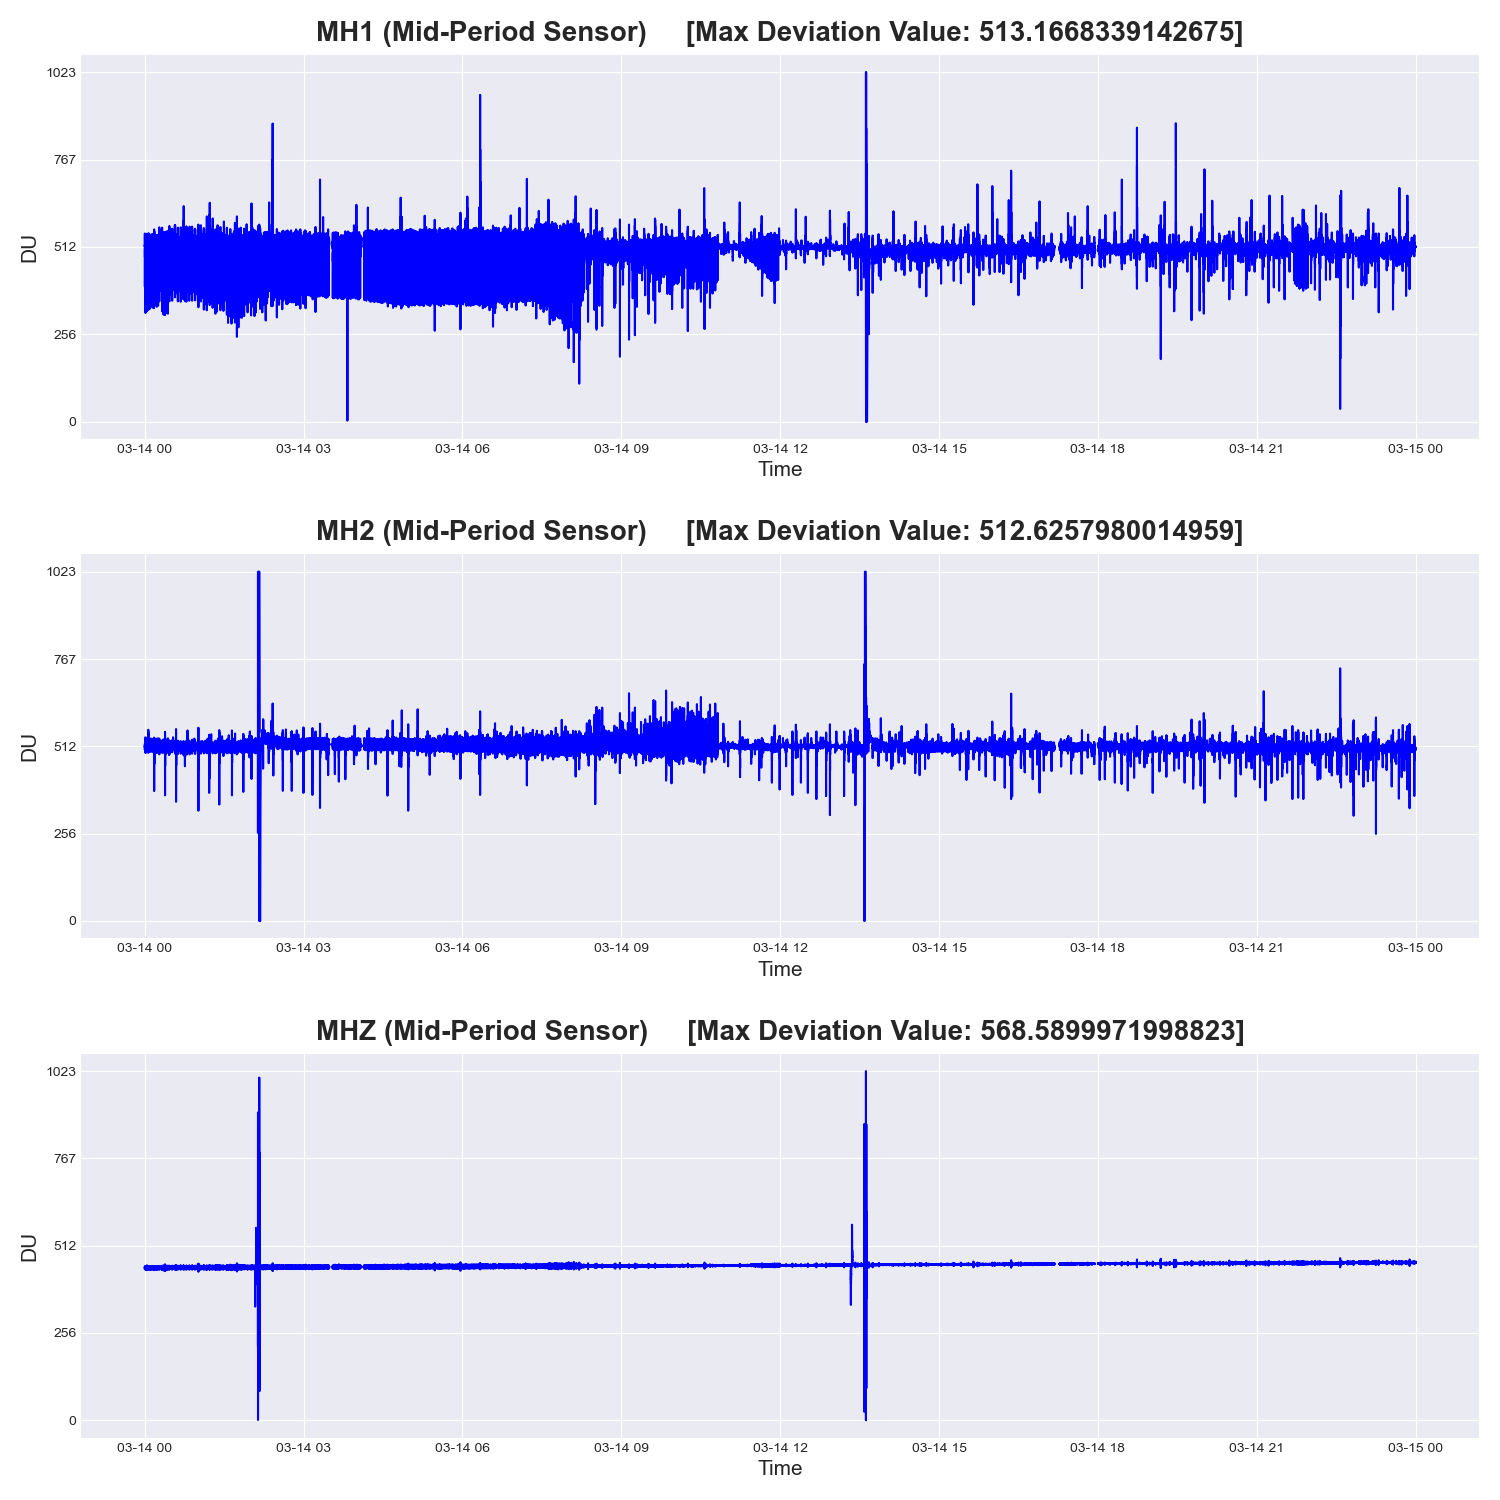 MH1 (Mid-Period Sensor) [Max Deviation Value: 513.1668339142675]
1023
767
512
256
0
DU
03-14 00 03-14 03 03-14 06 03-14 09 03-14 12 03-14 15 03-14 18 03-14 21 03-15 00
Time
MH2 (Mid-Period Sensor) [Max Deviation Value: 512.6257980014959]
1023
767
512
256
0
DU
03-14 00 03-14 03 03-14 06 03-14 09 03-14 12 03-14 15 03-14 18 03-14 21 03-15 00
Time
MHZ (Mid-Period Sensor) [Max Deviation Value: 568.5899971998823]
1023
767
512
256
0
DU
03-14 00 03-14 03 03-14 06 03-14 09 03-14 12 03-14 15 03-14 18 03-14 21 03-15 00
Time